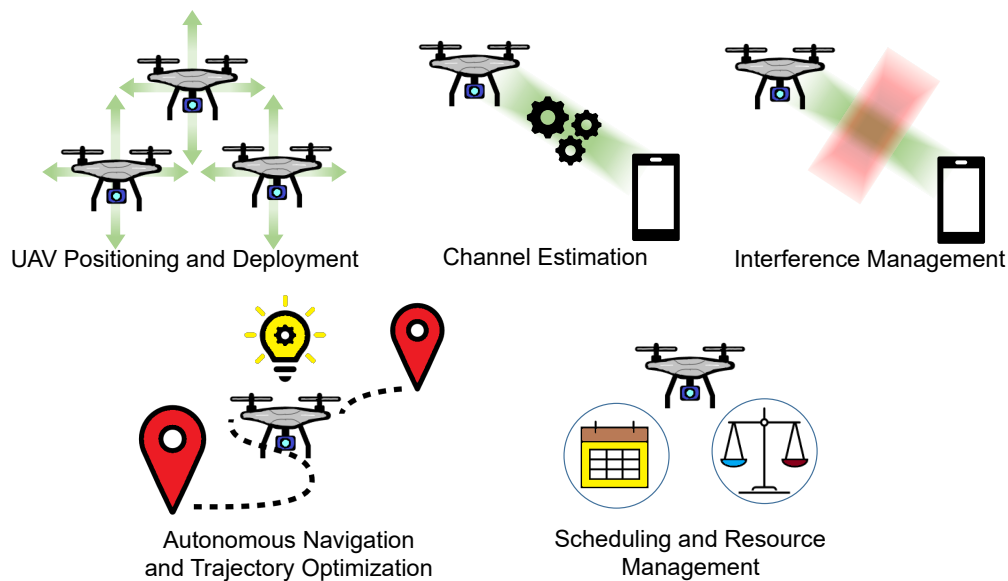 UAV Positioning and Deployment
Channel Estimation
Interference Management
Autonomous Navigation
and Trajectory Optimization
Scheduling and Resource
Management